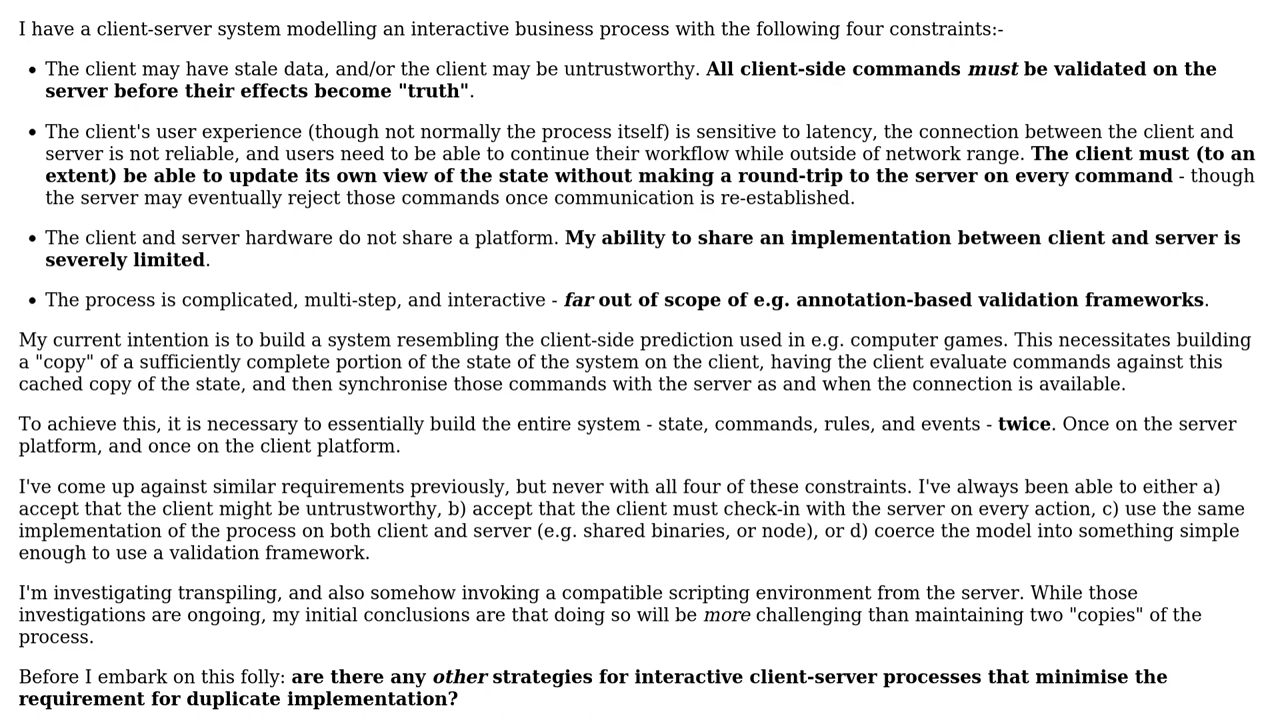 I have a client-server system modelling an interactive business process with the following four constraints:-
• The client may have stale data, and/or the client may be untrustworthy. All client-side commands must be validated on the
server before their effects become "truth".
• The client's user experience (though not normally the process itself) is sensitive to latency, the connection between the client and
server is not reliable, and users need to be able to continue their workflow while outside of network range. The client must (to an
extent) be able to update its own view of the state without making a round-trip to the server on every command - though
the server may eventually reject those commands once communication is re-established.
• The client and server hardware do not share a platform. My ability to share an implementation between client and server is
severely limited.
• The process is complicated, multi-step, and interactive - far out of scope of e.g. annotation-based validation frameworks.
My current intention is to build a system resembling the client-side prediction used in e.g. computer games. This necessitates building
a "copy" of a sufficiently complete portion of the state of the system on the client, having the client evaluate commands against this
cached copy of the state, and then synchronise those commands with the server as and when the connection is available.
To achieve this, it is necessary to essentially build the entire system - state, commands, rules, and events - twice. Once on the server
platform, and once on the client platform.
I've come up against similar requirements previously, but never with all four of these constraints. I've always been able to either a)
accept that the client might be untrustworthy, b) accept that the client must check-in with the server on every action, c) use the same
implementation of the process on both client and server (e.g. shared binaries, or node), or d) coerce the model into something simple
enough to use a validation framework.
I'm investigating transpiling, and also somehow invoking a compatible scripting environment from the server. While those
investigations are ongoing, my initial conclusions are that doing so will be more challenging than maintaining two "copies" of the
process.
Before I embark on this folly: are there any other strategies for interactive client-server processes that minimise the
requirement for duplicate implementation?